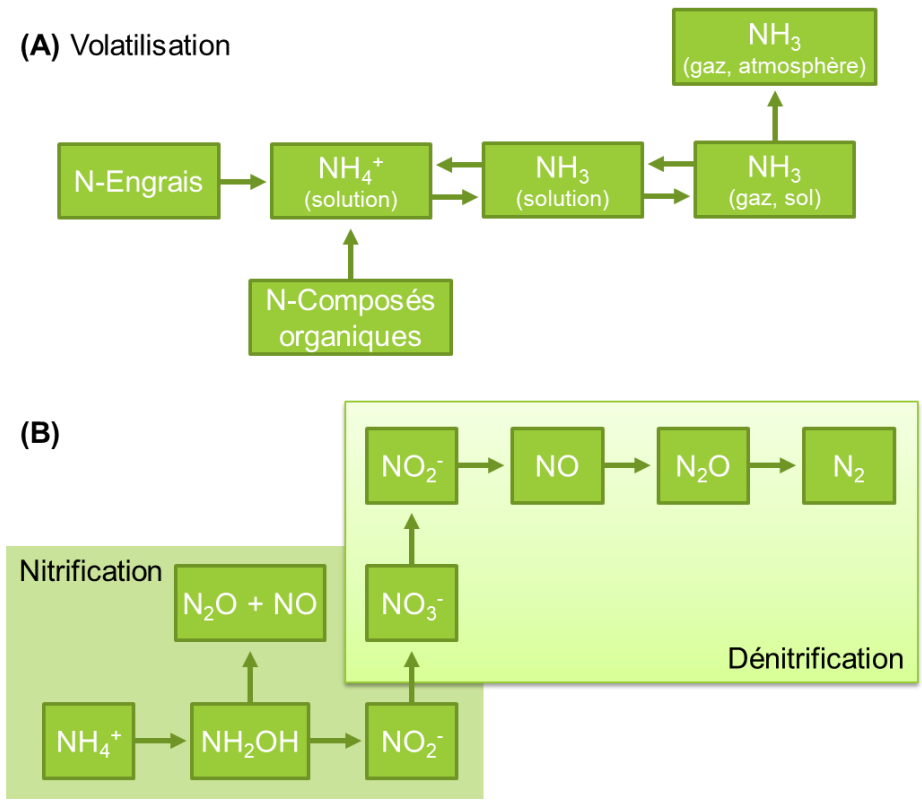 (A) Volatilisation
NH₃
(gaz, atmosphère)
N-Engrais
NH₄⁺
(solution)
NH₃
(solution)
NH₃
(gaz, sol)
N-Composés
organiques
(B)
NO₂⁻
NO
N₂O
N₂
Nitrification
N₂O + NO
NO₃⁻
Dénitrification
NH₄⁺
NH₂OH
NO₂⁻